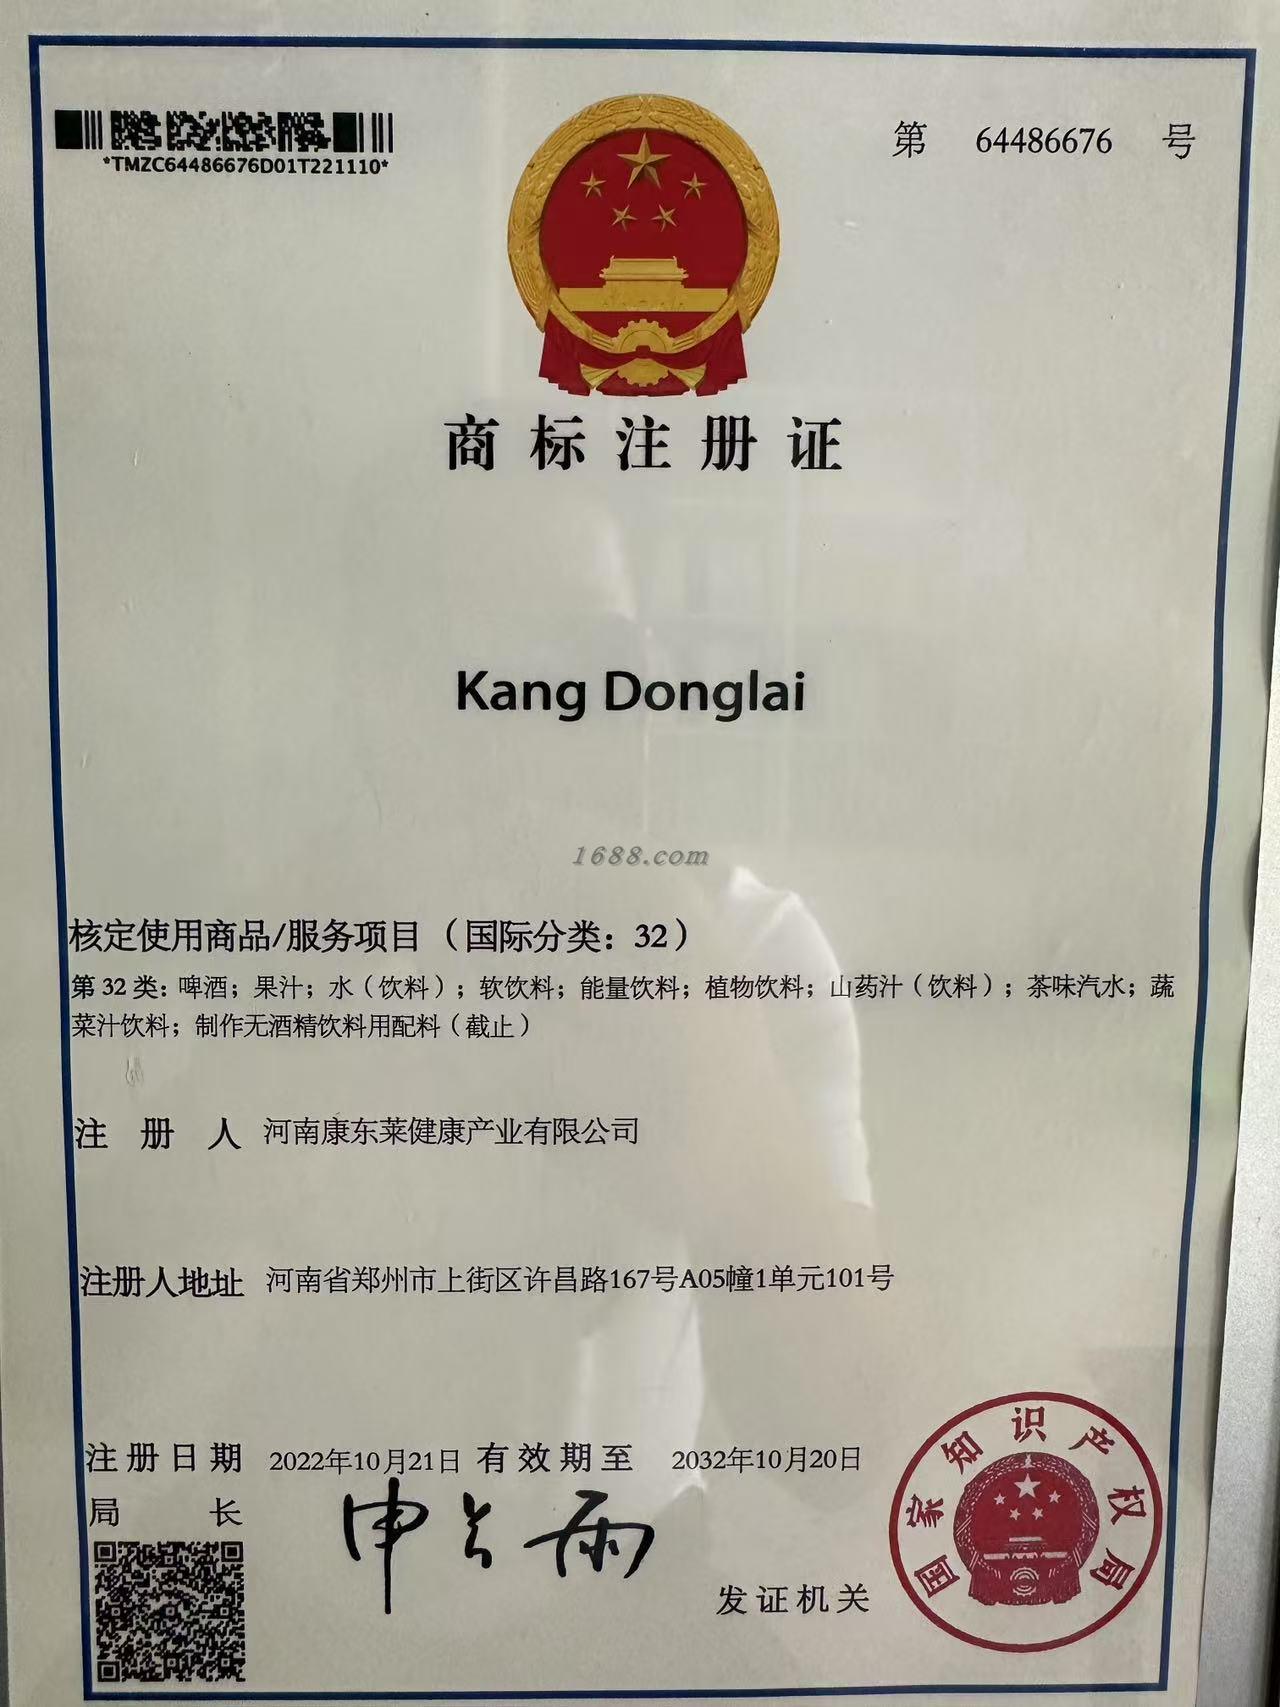 *TMZC64486676D01T221110*
第 64486676 号
商标注册证
Kang Donglai
1688.com
核定使用商品/服务项目（国际分类：32）
第 32 类：啤酒；果汁；水（饮料）；软饮料；能量饮料；植物饮料；山药汁（饮料）；茶味汽水；蔬
菜汁饮料；制作无酒精饮料用配料（截止）
注册人 河南康东莱健康产业有限公司
注册人地址 河南省郑州市上街区许昌路167号A05幢1单元101号
注册日期 2022年10月21日 有效期至 2032年10月20日
局长 申长雨
发证机关
国家知识产权局